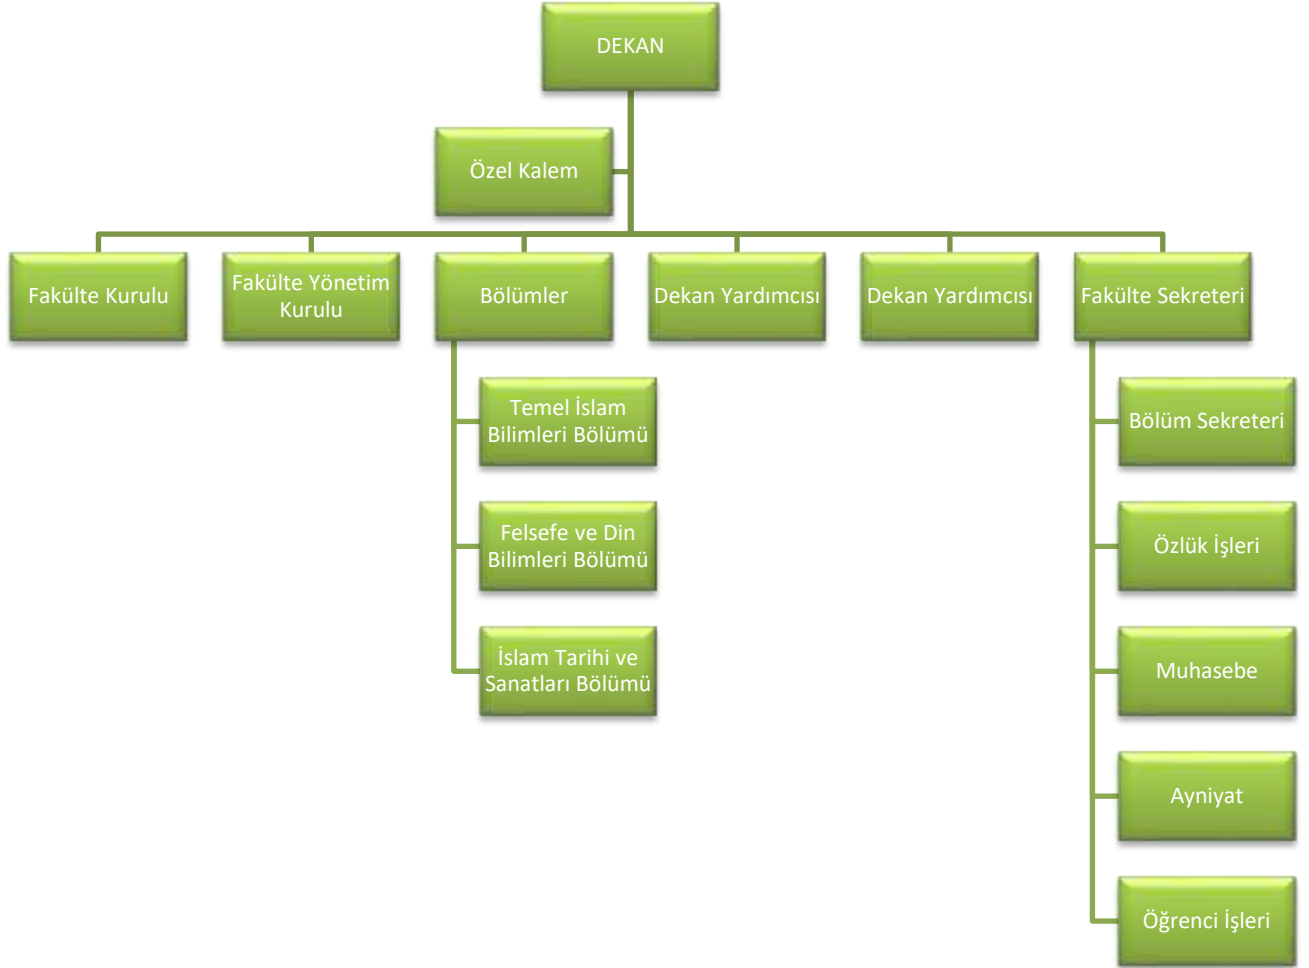 DEKAN
Özel Kalem
Fakülte Kurulu
Fakülte Yönetim
Kurulu
Bölümler
Dekan Yardımcısı
Dekan Yardımcısı
Fakülte Sekreteri
Temel İslam
Bilimleri Bölümü
Felsefe ve Din
Bilimleri Bölümü
İslam Tarihi ve
Sanatları Bölümü
Bölüm Sekreteri
Özlük İşleri
Muhasebe
Ayniyat
Öğrenci İşleri